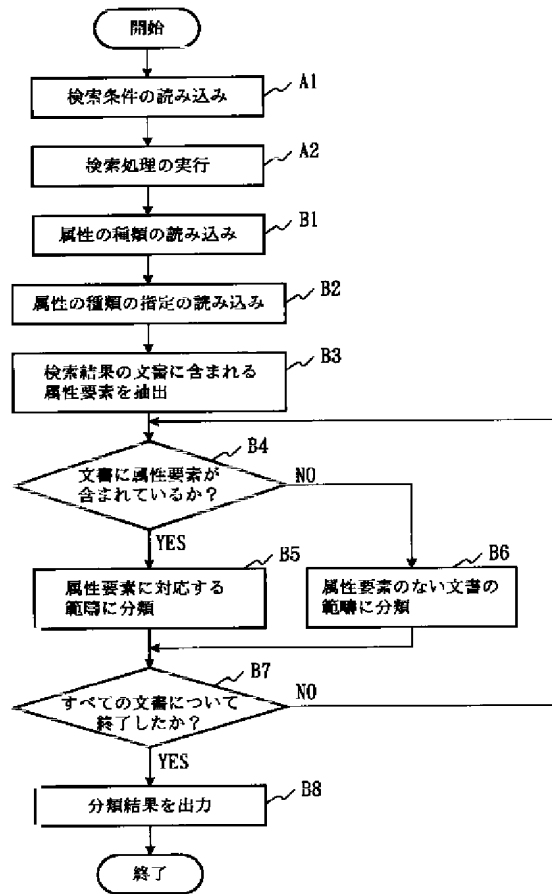 開始
検索条件の読み込み
A1
検索処理の実行
A2
属性の種類の読み込み
B1
属性の種類の指定の読み込み
B2
検索結果の文書に含まれる
属性要素を抽出
B3
文書に属性要素が
含まれているか？
B4
NO
YES
属性要素に対応する
範疇に分類
B5
属性要素のない文書の
範疇に分類
B6
すべての文書について
終了したか？
B7
NO
YES
分類結果を出力
B8
終了